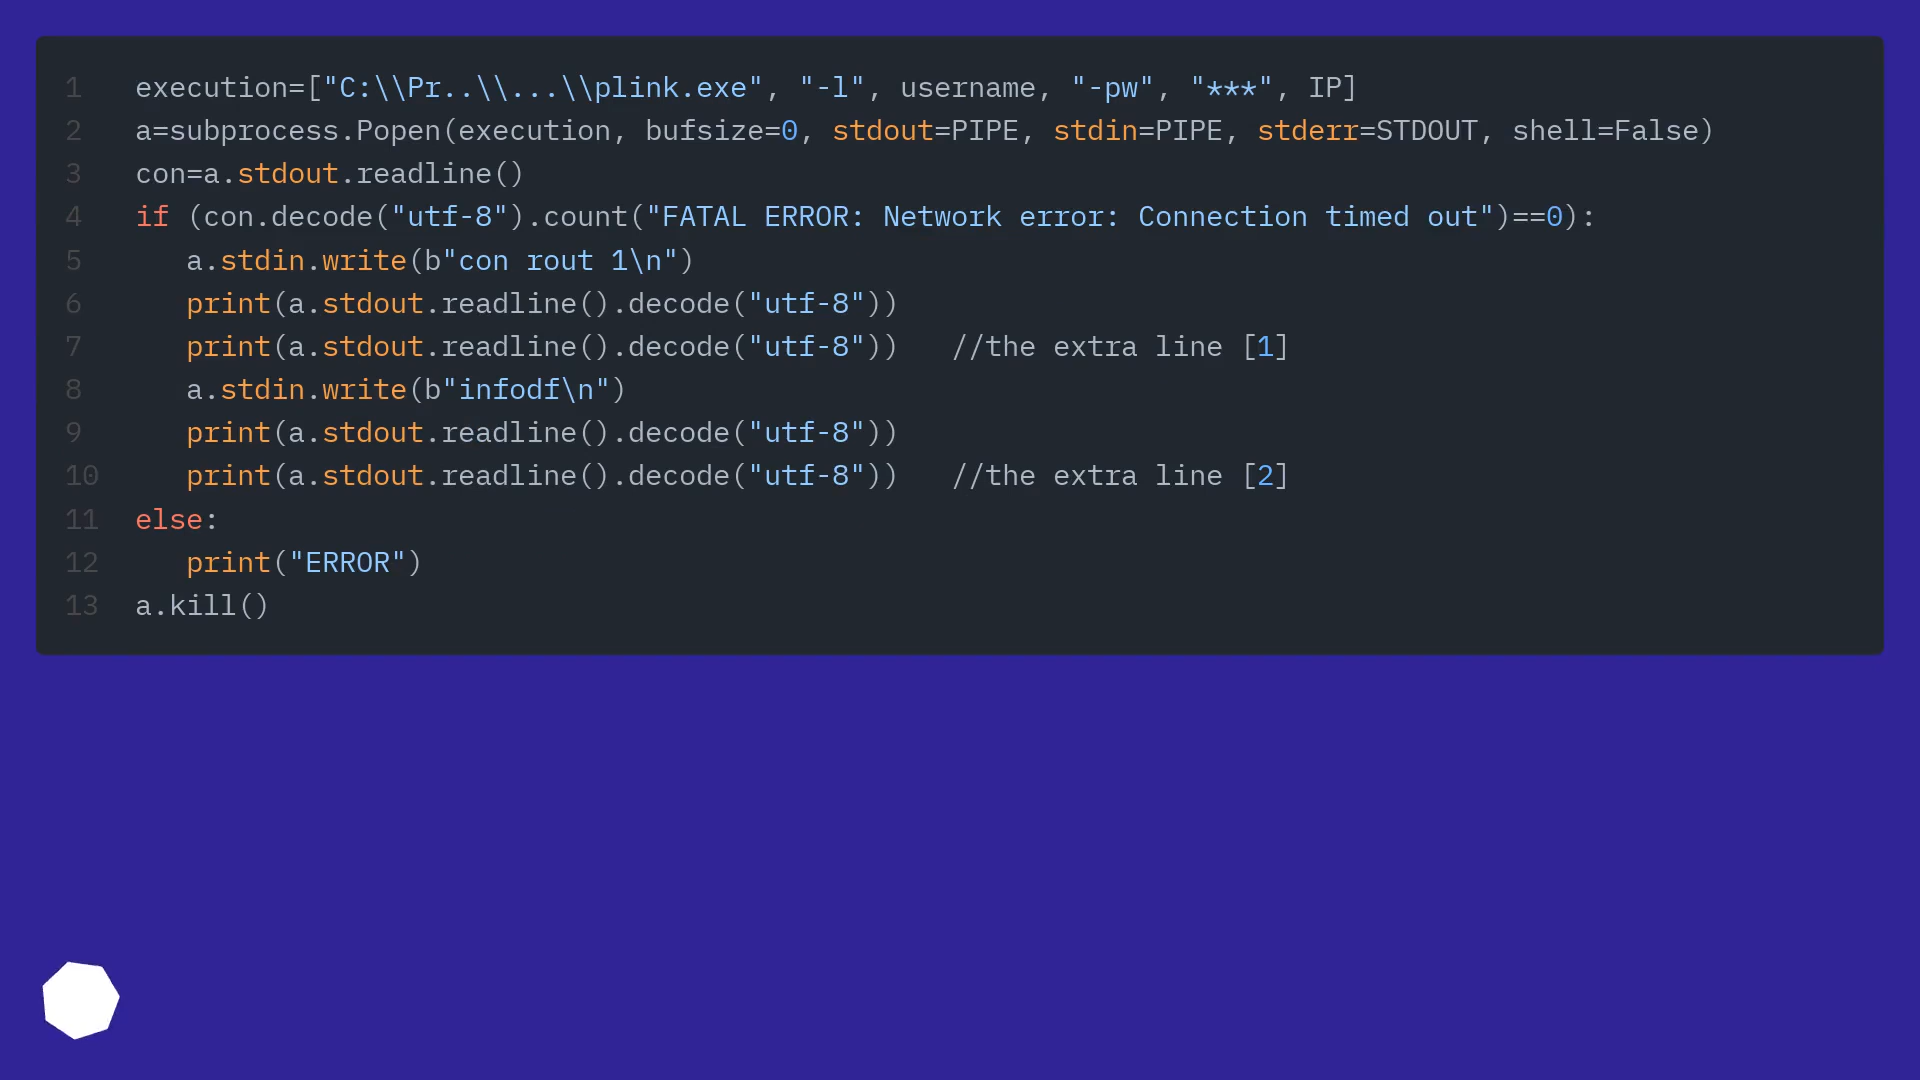 1 execution=["C:\\Pr..\\...\\plink.exe", "-l", username, "-pw", "***", IP]
2 a=subprocess.Popen(execution, bufsize=0, stdout=PIPE, stdin=PIPE, stderr=STDOUT, shell=False)
3 con=a.stdout.readline()
4 if (con.decode("utf-8").count("FATAL ERROR: Network error: Connection timed out")==0):
5    a.stdin.write(b"con rout 1\n")
6    print(a.stdout.readline().decode("utf-8"))
7    print(a.stdout.readline().decode("utf-8"))   //the extra line [1]
8    a.stdin.write(b"infodf\n")
9    print(a.stdout.readline().decode("utf-8"))
10    print(a.stdout.readline().decode("utf-8"))   //the extra line [2]
11 else:
12    print("ERROR")
13 a.kill()